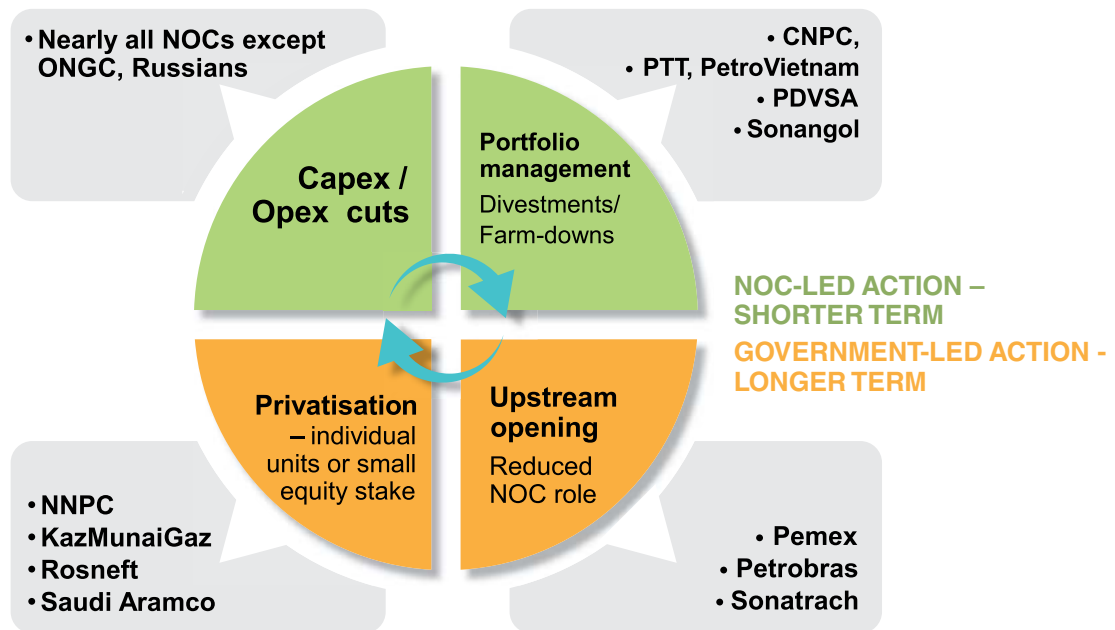 • Nearly all NOCs except
ONGC, Russians
• CNPC,
• PTT, PetroVietnam
• PDVSA
• Sonangol
Capex /
Opex cuts
Portfolio
management
Divestments/
Farm-downs
NOC-LED ACTION –
SHORTER TERM
GOVERNMENT-LED ACTION -
LONGER TERM
Privatisation
– individual
units or small
equity stake
Upstream
opening
Reduced
NOC role
• NNPC
• KazMunaiGaz
• Rosneft
• Saudi Aramco
• Pemex
• Petrobras
• Sonatrach